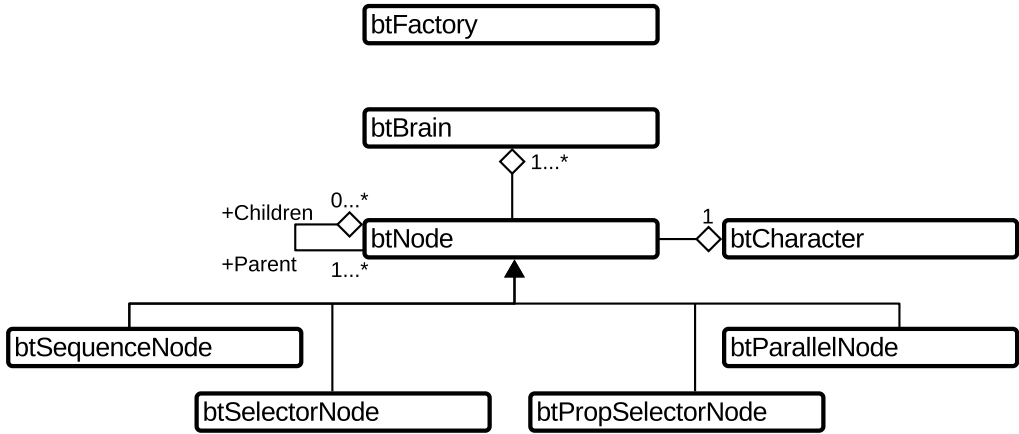 btFactory
btBrain
1...*
0...*
+Children
1
btNode
btCharacter
+Parent
1...*
btSequenceNode
btParallelNode
btSelectorNode
btPropSelectorNode